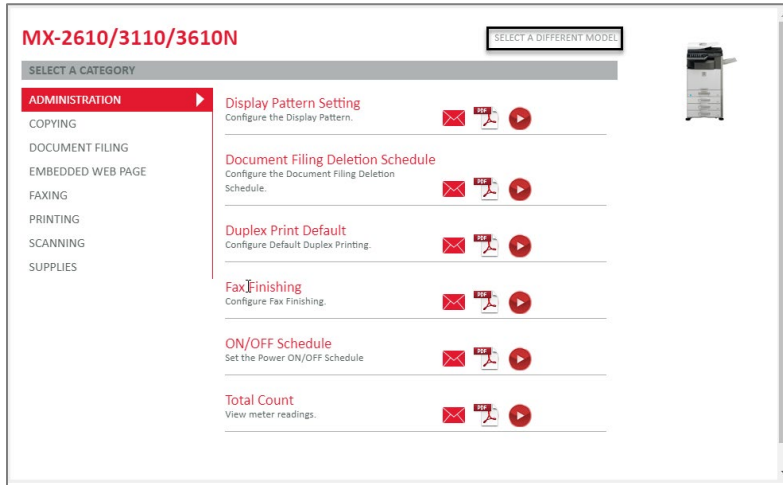 MX-2610/3110/3610N
SELECT A DIFFERENT MODEL
SELECT A CATEGORY
ADMINISTRATION
COPYING
DOCUMENT FILING
EMBEDDED WEB PAGE
FAXING
PRINTING
SCANNING
SUPPLIES
Display Pattern Setting
Configure the Display Pattern.
PDF
Document Filing Deletion Schedule
Configure the Document Filing Deletion
Schedule.
PDF
Duplex Print Default
Configure Default Duplex Printing.
PDF
Fax Finishing
Configure Fax Finishing.
PDF
ON/OFF Schedule
Set the Power ON/OFF Schedule
PDF
Total Count
View meter readings.
PDF